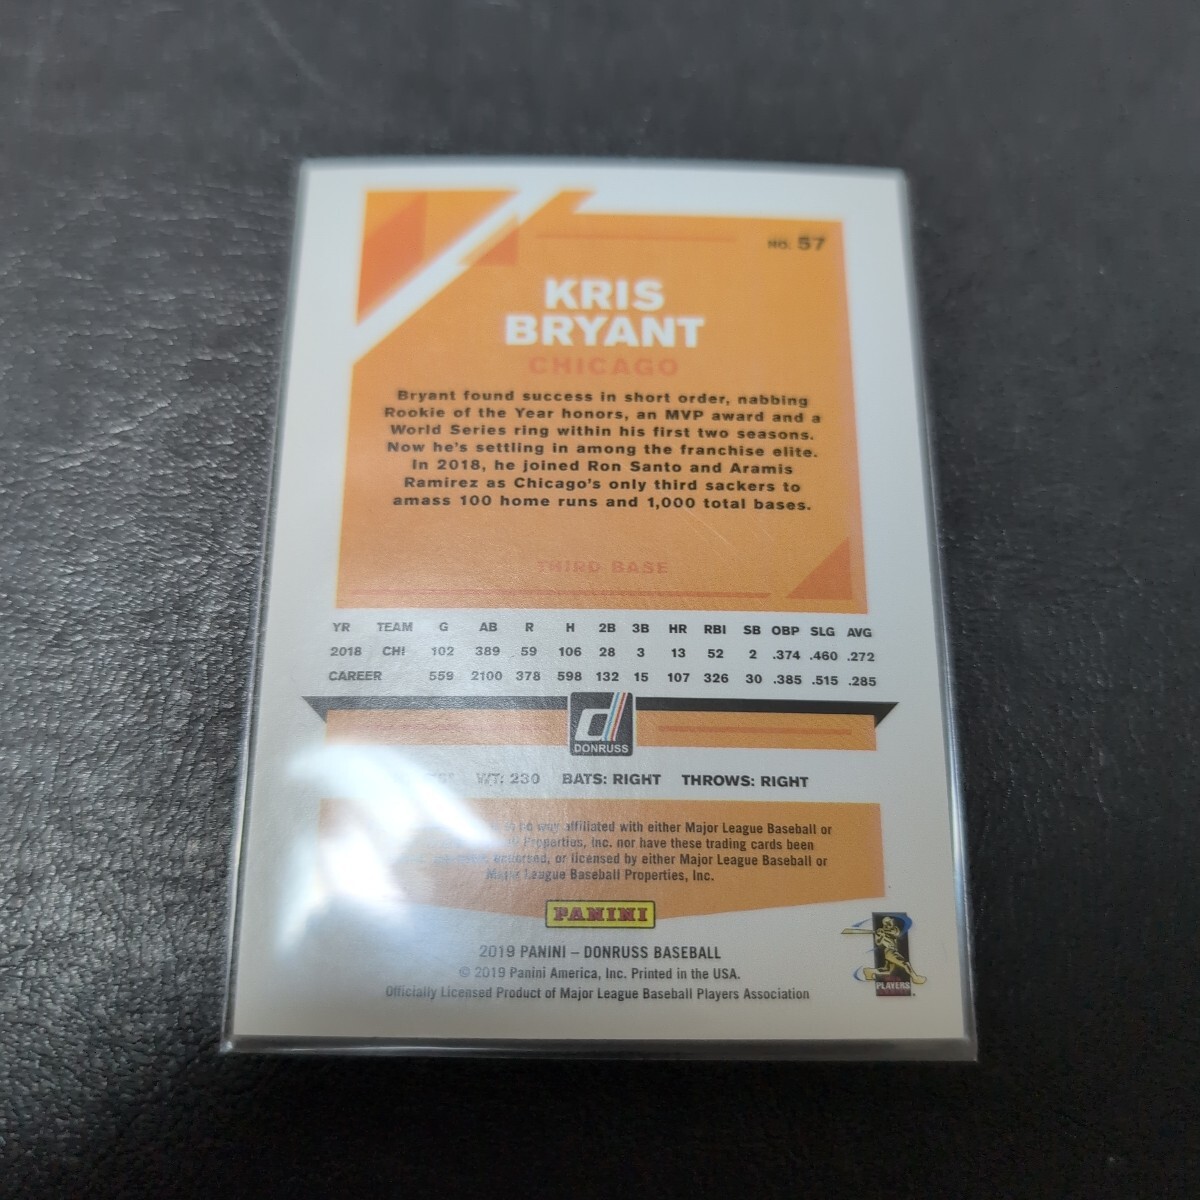 No. 57
KRIS
BRYANT
CHICAGO
Bryant found success in short order, nabbing
Rookie of the Year honors, an MVP award and a
World Series ring within his first two seasons.
Now he's settling in among the franchise elite.
In 2018, he joined Ron Santo and Aramis
Ramirez as Chicago's only third sackers to
amass 100 home runs and 1,000 total bases.
THIRD BASE
YR TEAM G AB R H 2B 3B HR RBI SB OBP SLG AVG
2018 CHI 102 389 59 106 28 3 13 52 2 .374 .460 .272
CAREER 559 2100 378 598 132 15 107 326 30 .385 .515 .285
DONRUSS
WT: 230 BATS: RIGHT THROWS: RIGHT
no way affiliated with either Major League Baseball or
Properties, Inc. nor have these trading cards been
endorsed, or licensed by either Major League Baseball or
Major League Baseball Properties, Inc.
PANINI
2019 PANINI – DONRUSS BASEBALL
© 2019 Panini America, Inc. Printed in the USA.
Officially Licensed Product of Major League Baseball Players Association
PLAYERS